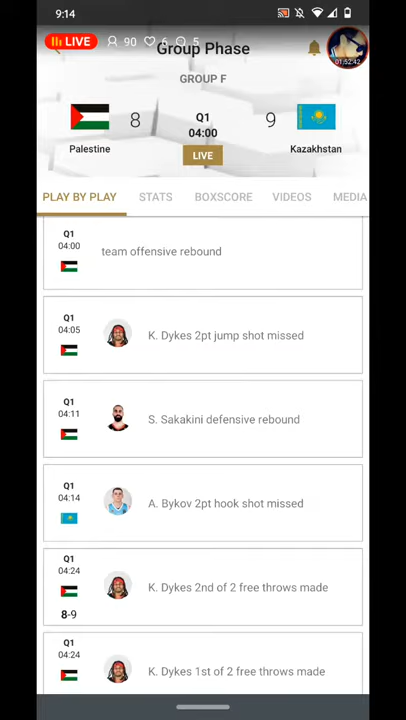 9:14
LIVE 90 6 5
Group Phase
01:52:42
GROUP F
8 Q1 9
04:00
Palestine Kazakhstan
LIVE
PLAY BY PLAY STATS BOXSCORE VIDEOS MEDIA
Q1
04:00
team offensive rebound
Q1
04:05
K. Dykes 2pt jump shot missed
Q1
04:11
S. Sakakini defensive rebound
Q1
04:14
A. Bykov 2pt hook shot missed
Q1
04:24
K. Dykes 2nd of 2 free throws made
8-9
Q1
04:24
K. Dykes 1st of 2 free throws made